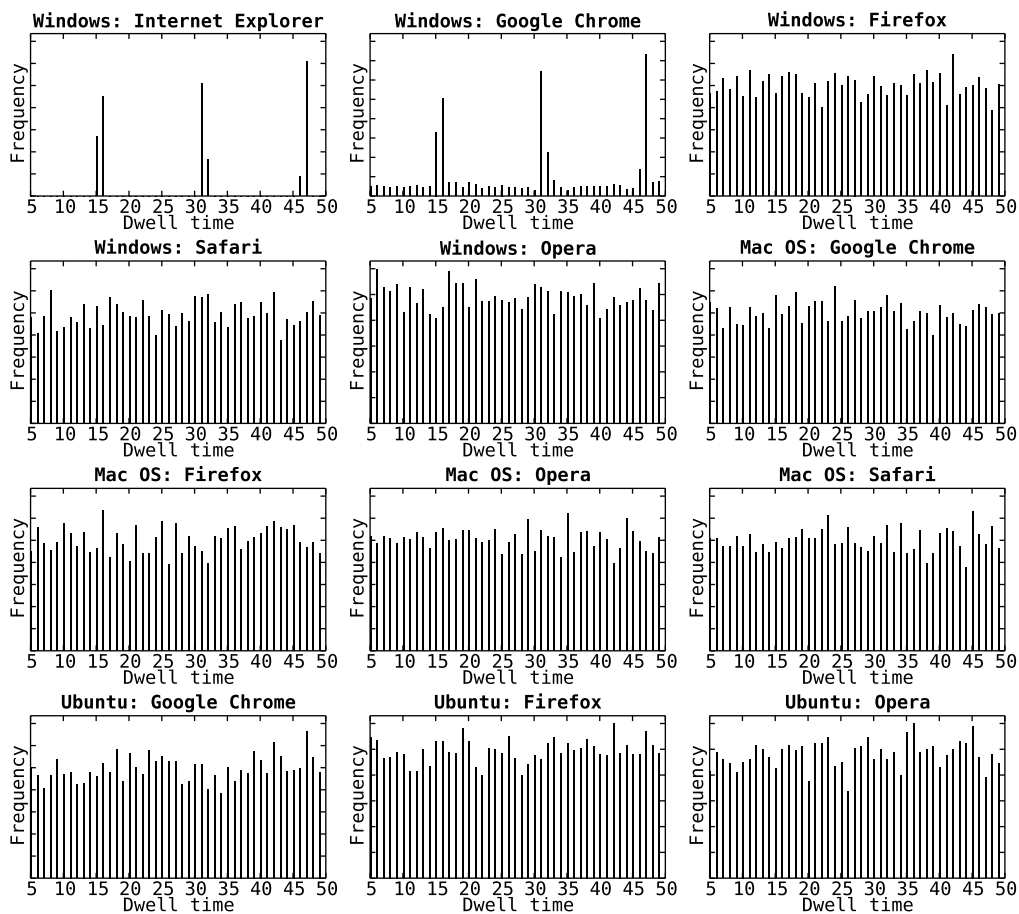 Windows: Internet Explorer
Frequency
5 10 15 20 25 30 35 40 45 50
Dwell time
Windows: Google Chrome
Frequency
5 10 15 20 25 30 35 40 45 50
Dwell time
Windows: Firefox
Frequency
5 10 15 20 25 30 35 40 45 50
Dwell time
Windows: Safari
Frequency
5 10 15 20 25 30 35 40 45 50
Dwell time
Windows: Opera
Frequency
5 10 15 20 25 30 35 40 45 50
Dwell time
Mac OS: Google Chrome
Frequency
5 10 15 20 25 30 35 40 45 50
Dwell time
Mac OS: Firefox
Frequency
5 10 15 20 25 30 35 40 45 50
Dwell time
Mac OS: Opera
Frequency
5 10 15 20 25 30 35 40 45 50
Dwell time
Mac OS: Safari
Frequency
5 10 15 20 25 30 35 40 45 50
Dwell time
Ubuntu: Google Chrome
Frequency
5 10 15 20 25 30 35 40 45 50
Dwell time
Ubuntu: Firefox
Frequency
5 10 15 20 25 30 35 40 45 50
Dwell time
Ubuntu: Opera
Frequency
5 10 15 20 25 30 35 40 45 50
Dwell time